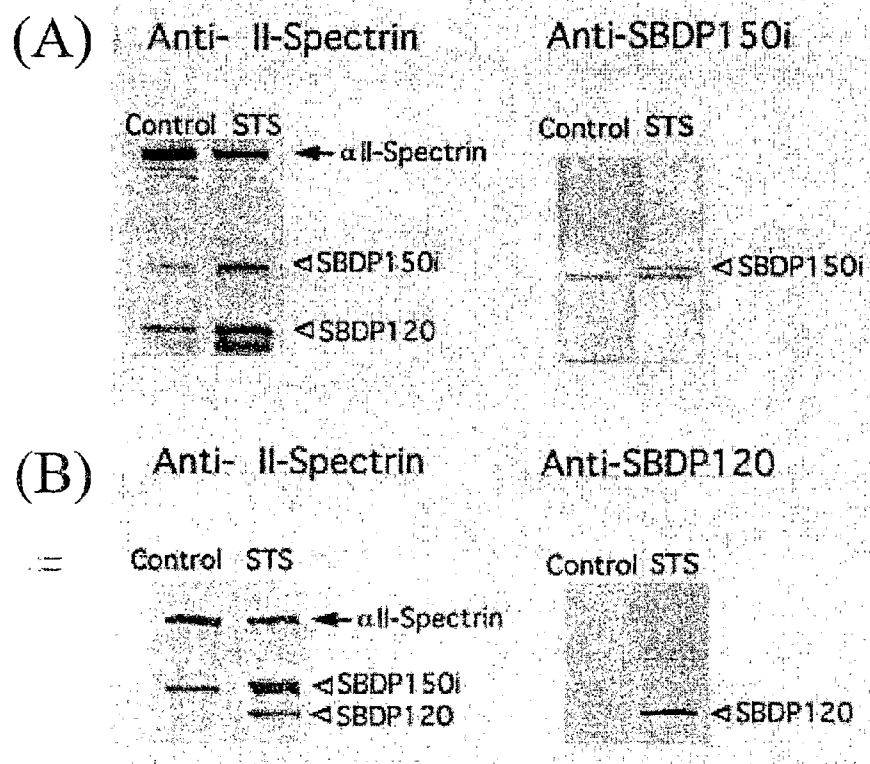 (A) Anti- II-Spectrin Anti-SBDP150i
Control STS Control STS
αII-Spectrin
SBDP150i SBDP150i
SBDP120
(B) Anti- II-Spectrin Anti-SBDP120
Control STS Control STS
αII-Spectrin
SBDP150i
SBDP120 SBDP120